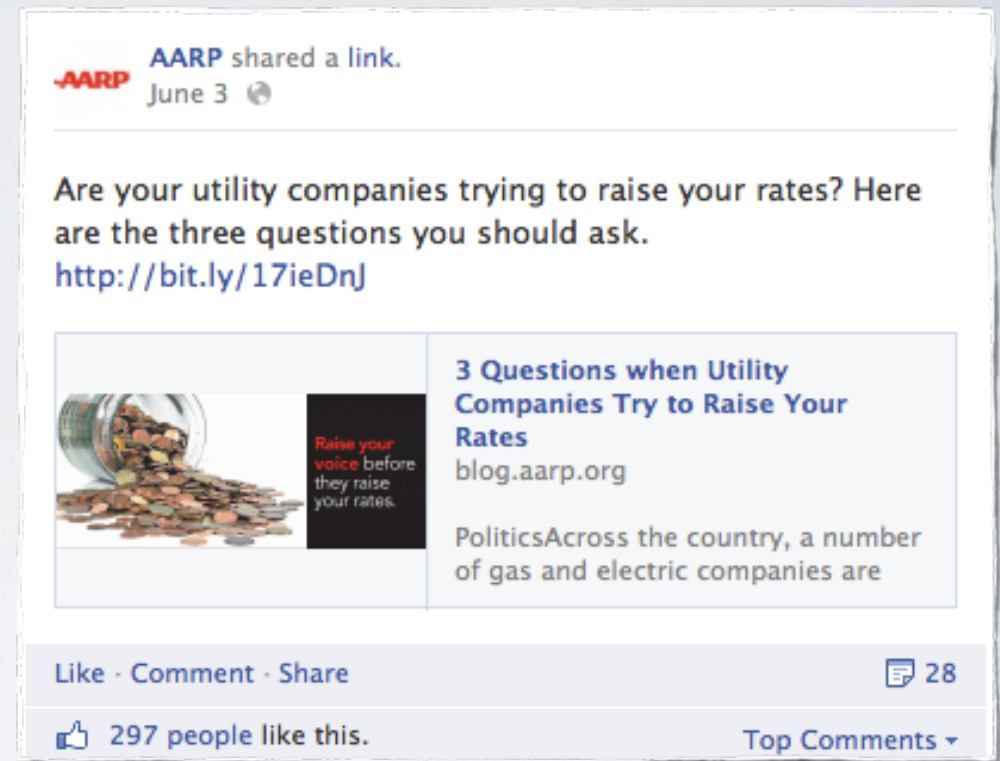 AARP
AARP shared a link.
June 3
Are your utility companies trying to raise your rates? Here
are the three questions you should ask.
http://bit.ly/17ieDnJ
Raise your
voice before
they raise
your rates.
3 Questions when Utility
Companies Try to Raise Your
Rates
blog.aarp.org
PoliticsAcross the country, a number
of gas and electric companies are
Like · Comment · Share
28
297 people like this.
Top Comments